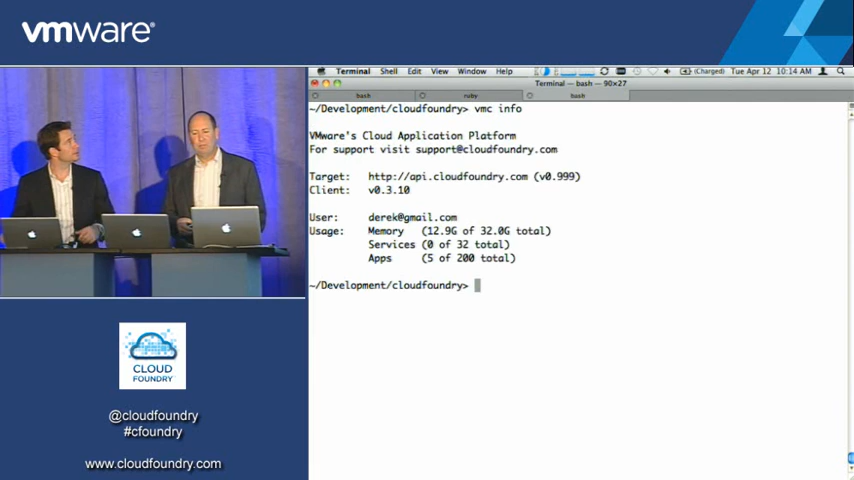 vmware®
Terminal Shell Edit View Window Help (Charged) Tue Apr 12 10:14 AM
Terminal — bash — 90×27
bash ruby bash
~/Development/cloudfoundry> vmc info
VMware's Cloud Application Platform
For support visit support@cloudfoundry.com
Target: http://api.cloudfoundry.com (v0.999)
Client: v0.3.10
User: derek@gmail.com
Usage: Memory (12.9G of 32.0G total)
Services (0 of 32 total)
Apps (5 of 200 total)
~/Development/cloudfoundry>
CLOUD
FOUNDRY
@cloudfoundry
#cfoundry
www.cloudfoundry.com